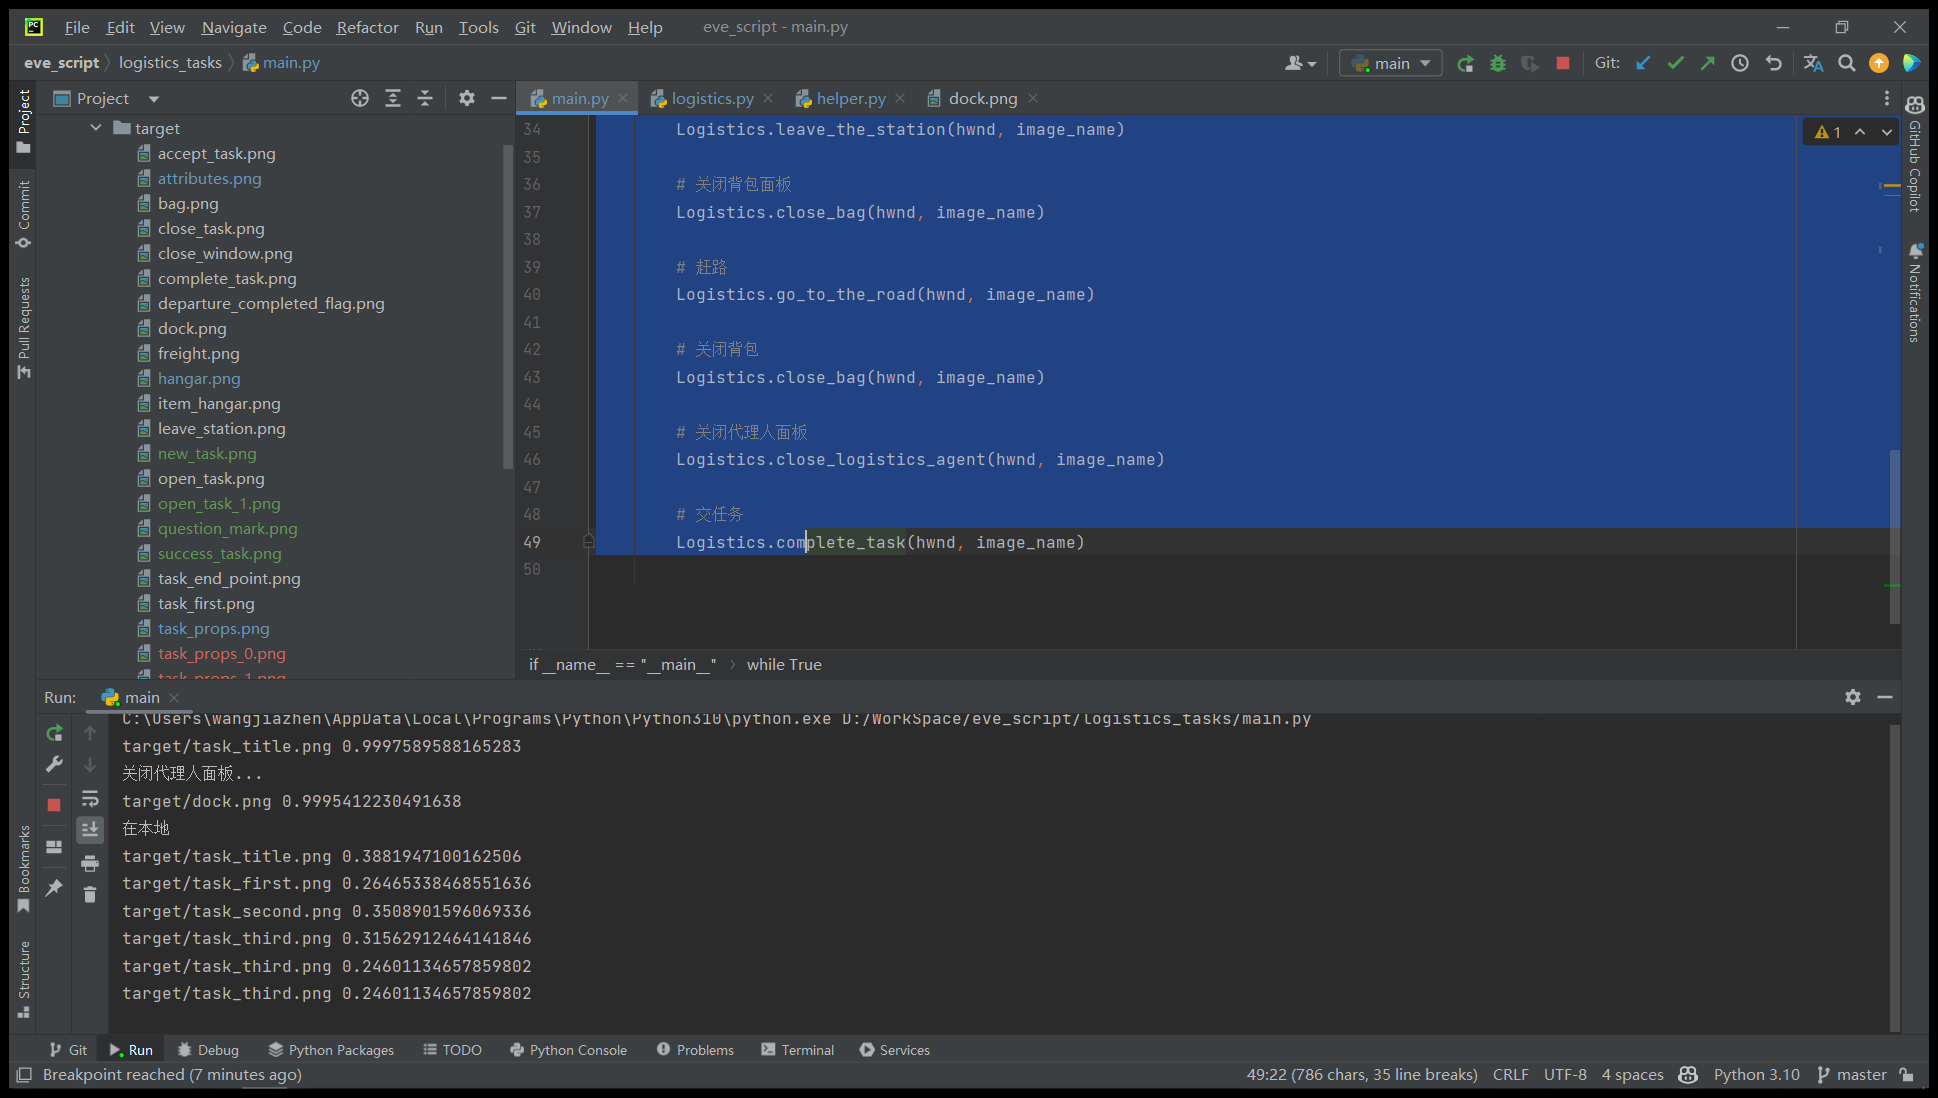 File Edit View Navigate Code Refactor Run Tools Git Window Help eve_script - main.py
eve_script logistics_tasks main.py main Git:
Project
main.py logistics.py helper.py dock.png
target
accept_task.png
attributes.png
bag.png
close_task.png
close_window.png
complete_task.png
departure_completed_flag.png
dock.png
freight.png
hangar.png
item_hangar.png
leave_station.png
new_task.png
open_task.png
open_task_1.png
question_mark.png
success_task.png
task_end_point.png
task_first.png
task_props.png
task_props_0.png
task_props_1.png
34 Logistics.leave_the_station(hwnd, image_name)
35
36 # 关闭背包面板
37 Logistics.close_bag(hwnd, image_name)
38
39 # 赶路
40 Logistics.go_to_the_road(hwnd, image_name)
41
42 # 关闭背包
43 Logistics.close_bag(hwnd, image_name)
44
45 # 关闭代理人面板
46 Logistics.close_logistics_agent(hwnd, image_name)
47
48 # 交任务
49 Logistics.complete_task(hwnd, image_name)
50
1
if __name__ == "__main__" › while True
Project
Commit
Pull Requests
Bookmarks
Structure
GitHub Copilot
Notifications
Run: main
C:\Users\wangjiazhen\AppData\Local\Programs\Python\Python310\python.exe D:/WorkSpace/eve_script/logistics_tasks/main.py
target/task_title.png 0.9997589588165283
关闭代理人面板...
target/dock.png 0.9995412230491638
在本地
target/task_title.png 0.3881947100162506
target/task_first.png 0.26465338468551636
target/task_second.png 0.3508901596069336
target/task_third.png 0.31562912464141846
target/task_third.png 0.24601134657859802
target/task_third.png 0.24601134657859802
Git Run Debug Python Packages TODO Python Console Problems Terminal Services
Breakpoint reached (7 minutes ago) 49:22 (786 chars, 35 line breaks) CRLF UTF-8 4 spaces Python 3.10 master